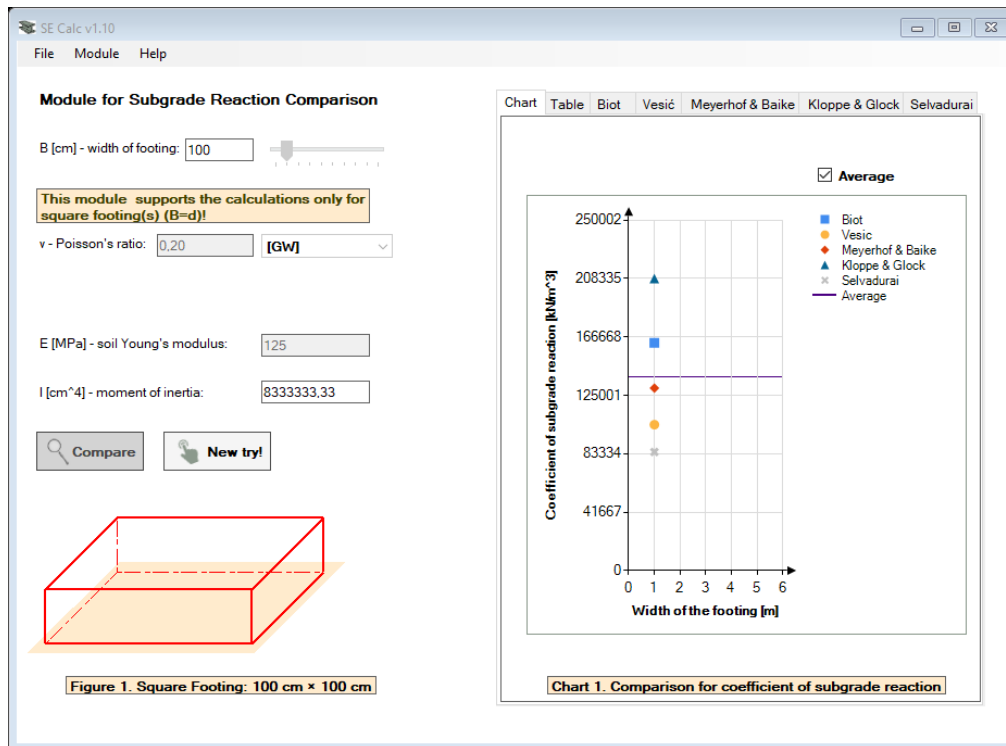 SE Calc v1.10
File Module Help
Module for Subgrade Reaction Comparison
B [cm] - width of footing: 100
This module supports the calculations only for
square footing(s) (B=d)!
ν - Poisson's ratio: 0,20 [GW]
E [MPa] - soil Young's modulus: 125
I [cm^4] - moment of inertia: 8333333,33
Compare New try!
Figure 1. Square Footing: 100 cm × 100 cm
Chart Table Biot Vesić Meyerhof & Baike Kloppe & Glock Selvadurai
Average
Coefficient of subgrade reaction [kN/m^3]
250002
208335
166668
125001
83334
41667
0
0 1 2 3 4 5 6
Width of the footing [m]
Biot
Vesic
Meyerhof & Baike
Kloppe & Glock
Selvadurai
Average
Chart 1. Comparison for coefficient of subgrade reaction